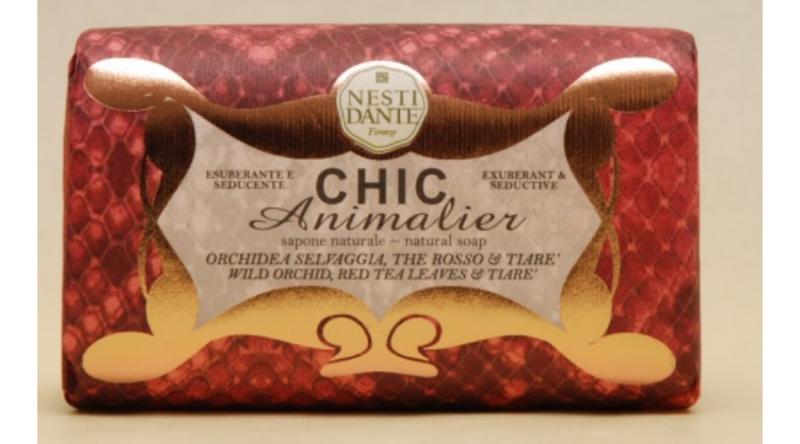 NESTI
DANTE
Firenze
ESUBERANTE E
SEDUCENTE
CHIC
EXUBERANT &
SEDUCTIVE
Animalier
sapone naturale ~ natural soap
ORCHIDEA SELVAGGIA, THE ROSSO & TIARE'
WILD ORCHID, RED TEA LEAVES & TIARE'